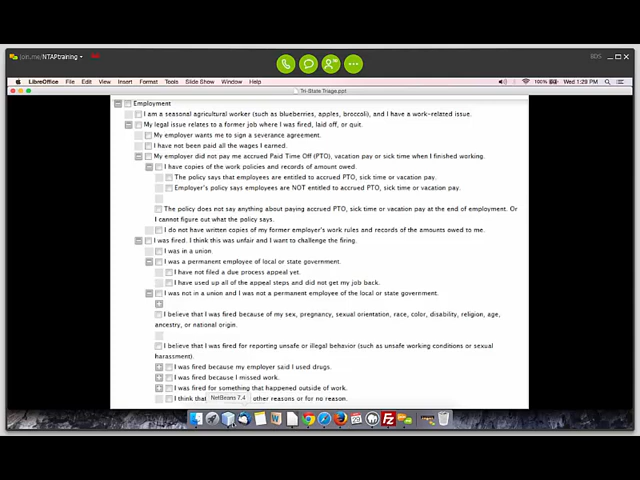 join.me/NTAPtraining
BDS
LibreOffice File Edit View Insert Format Tools Slide Show Window Help 100% Wed 1:29 PM
Tri-State Triage.ppt
Employment
I am a seasonal agricultural worker (such as blueberries, apples, broccoli), and I have a work-related issue.
My legal issue relates to a former job where I was fired, laid off, or quit.
My employer wants me to sign a severance agreement.
I have not been paid all the wages I earned.
My employer did not pay me accrued Paid Time Off (PTO), vacation pay or sick time when I finished working.
I have copies of the work policies and records of amount owed.
The policy says that employees are entitled to accrued PTO, sick time or vacation pay.
Employer's policy says employees are NOT entitled to accrued PTO, sick time or vacation pay.
The policy does not say anything about paying accrued PTO, sick time or vacation pay at the end of employment. Or
I cannot figure out what the policy says.
I do not have written copies of my former employer's work rules and records of the amounts owed to me.
I was fired. I think this was unfair and I want to challenge the firing.
I was in a union.
I was a permanent employee of local or state government.
I have not filed a due process appeal yet.
I have used up all of the appeal steps and did not get my job back.
I was not in a union and I was not a permanent employee of the local or state government.
I believe that I was fired because of my sex, pregnancy, sexual orientation, race, color, disability, religion, age,
ancestry, or national origin.
I believe that I was fired for reporting unsafe or illegal behavior (such as unsafe working conditions or sexual
harassment).
I was fired because my employer said I used drugs.
I was fired because I missed work.
I was fired for something that happened outside of work.
I think that other reasons or for no reason.
NetBeans 7.4